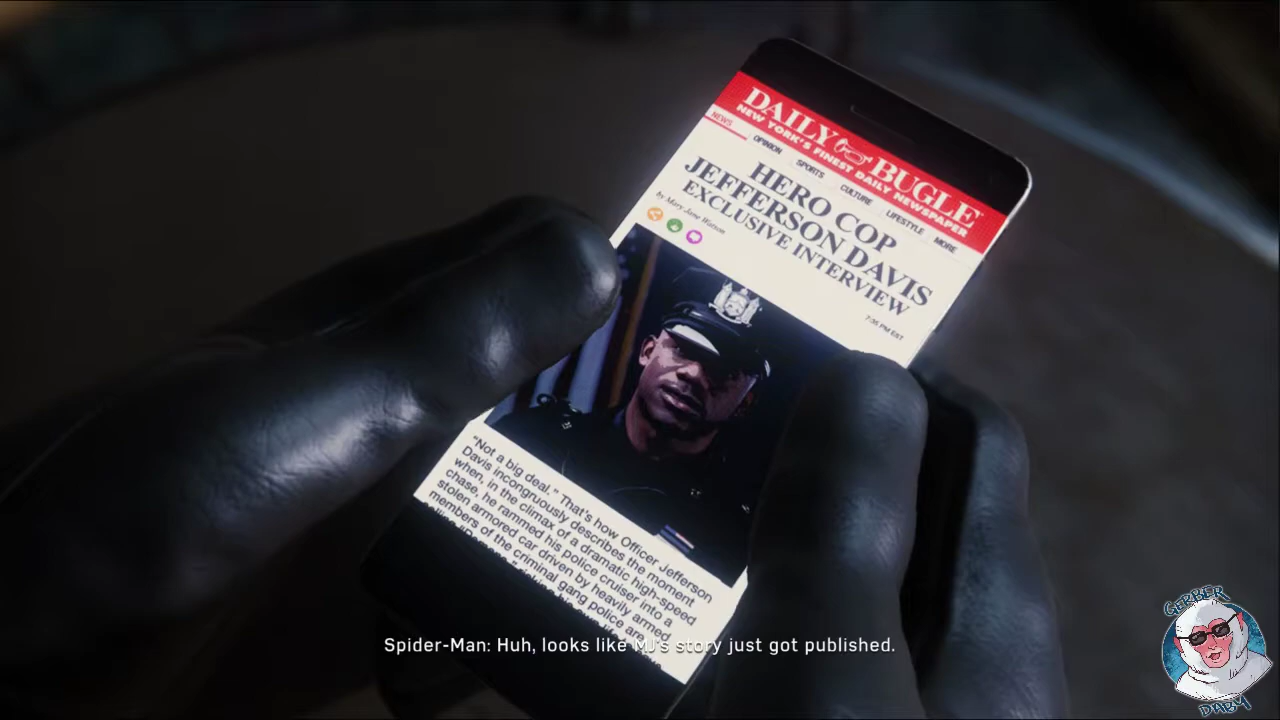 DAILY BUGLE
NEW YORK'S FINEST DAILY NEWSPAPER
NEWS OPINION SPORTS CULTURE LIFESTYLE MORE
HERO COP
JEFFERSON DAVIS
EXCLUSIVE INTERVIEW
by Mary Jane Watson
7:35 PM EST
"Not a big deal." That's how Officer Jefferson
Davis incongruously describes the moment
when, in the climax of a dramatic high-speed
chase, he rammed his police cruiser into a
stolen armored car driven by heavily armed
members of the criminal gang police are
Spider-Man: Huh, looks like MJ's story just got published.
GERBER
DABY